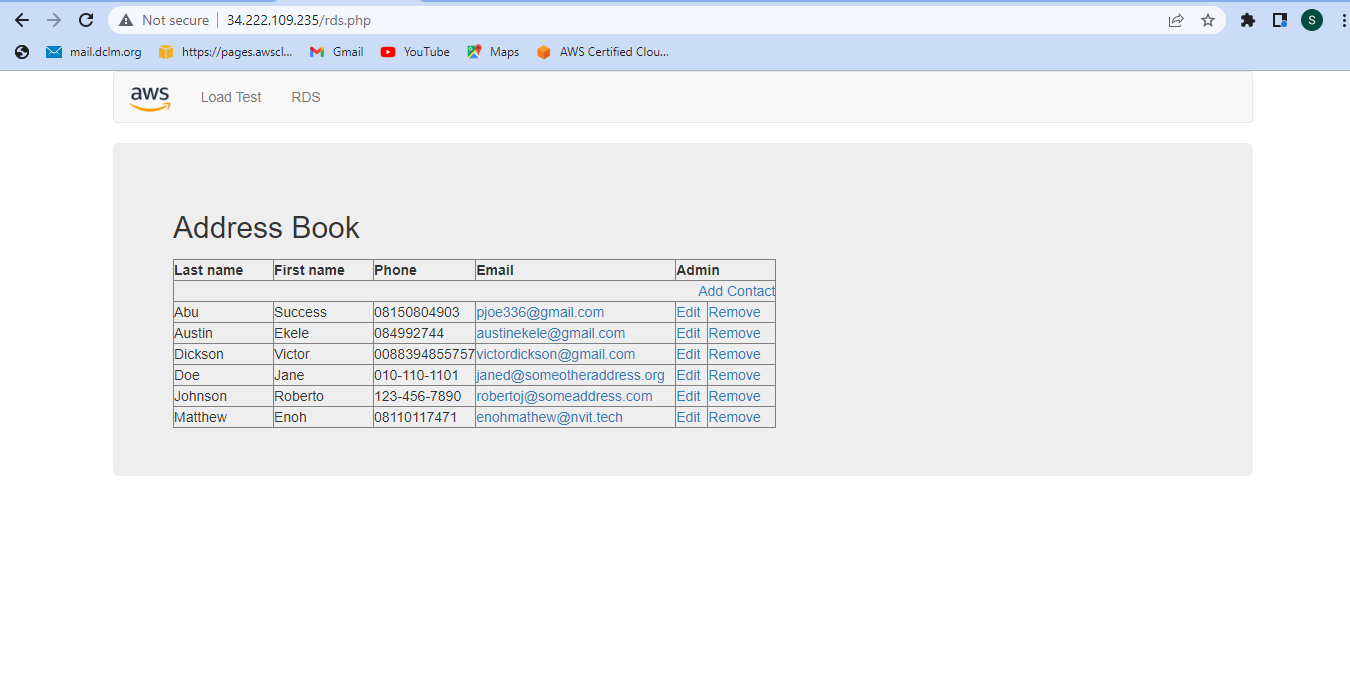 Not secure 34.222.109.235/rds.php S
mail.dclm.org https://pages.awscl... Gmail YouTube Maps AWS Certified Clou...
aws Load Test RDS
Address Book
Last name First name Phone Email Admin
Add Contact
Abu Success 08150804903 pjoe336@gmail.com Edit Remove
Austin Ekele 084992744 austinekele@gmail.com Edit Remove
Dickson Victor 0088394855757 victordickson@gmail.com Edit Remove
Doe Jane 010-110-1101 janed@someotheraddress.org Edit Remove
Johnson Roberto 123-456-7890 robertoj@someaddress.com Edit Remove
Matthew Enoh 08110117471 enohmathew@nvit.tech Edit Remove